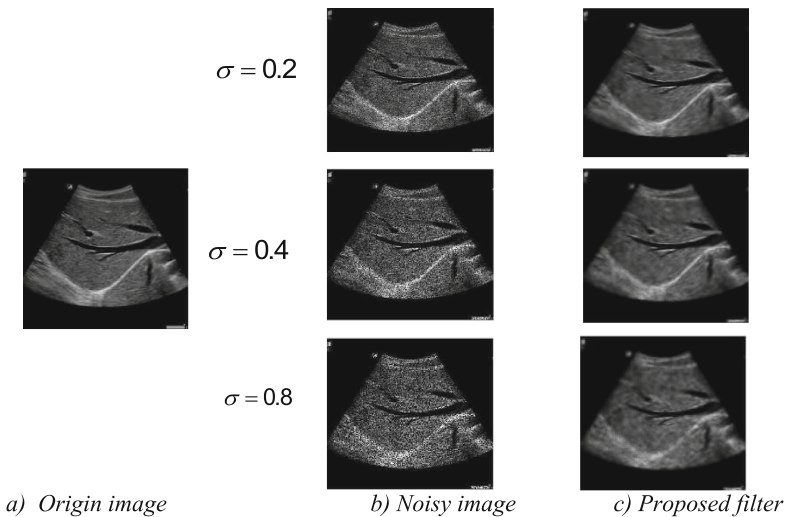 σ = 0.2
σ = 0.4
σ = 0.8
a) Origin image b) Noisy image c) Proposed filter